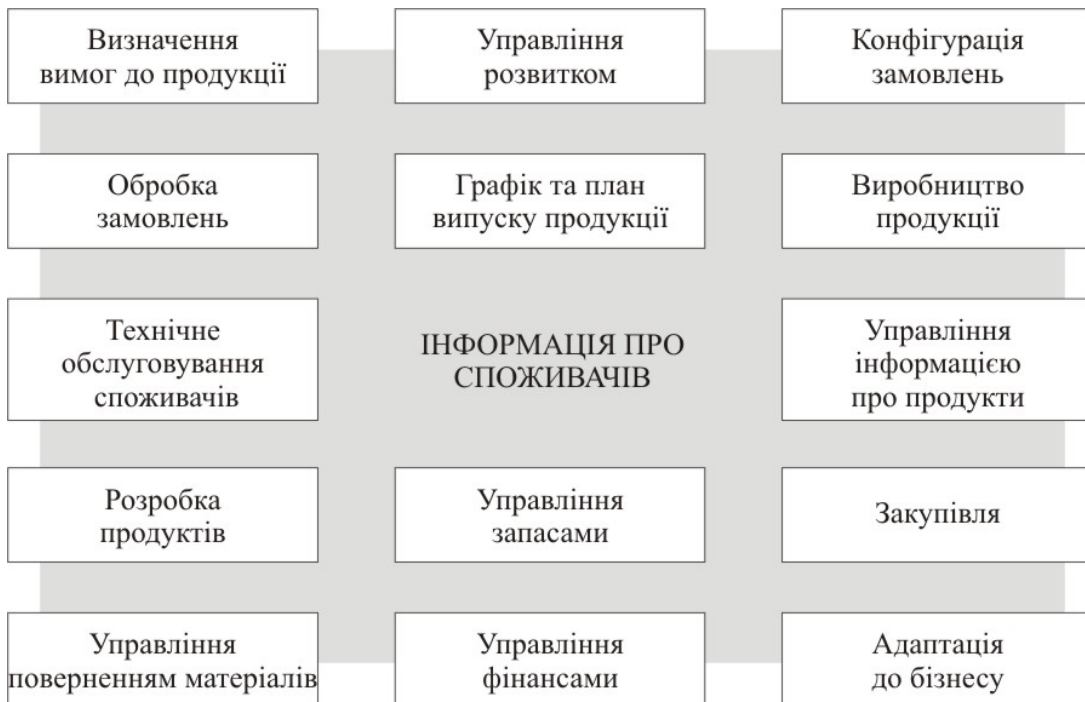 Визначення
вимог до продукції
Управління
розвитком
Конфігурація
замовлень
Обробка
замовлень
Графік та план
випуску продукції
Виробництво
продукції
Технічне
обслуговування
споживачів
ІНФОРМАЦІЯ ПРО
СПОЖИВАЧІВ
Управління
інформацією
про продукти
Розробка
продуктів
Управління
запасами
Закупівля
Управління
поверненням матеріалів
Управління
фінансами
Адаптація
до бізнесу